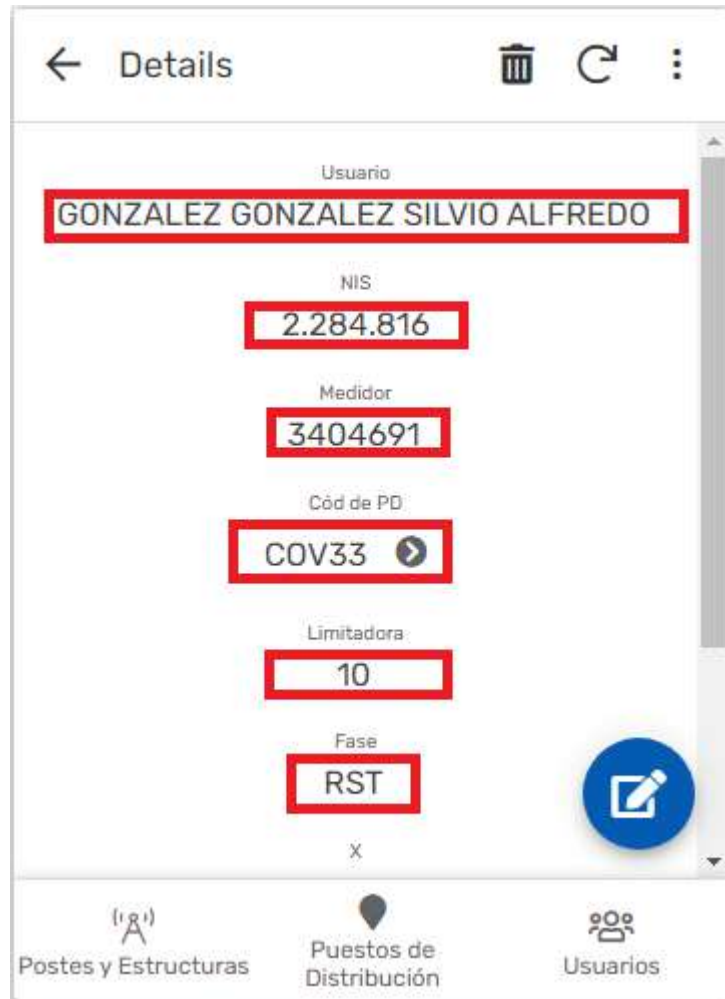 Details
Usuario
GONZALEZ GONZALEZ SILVIO ALFREDO
NIS
2.284.816
Medidor
3404691
Cód de PD
COV33
Limitadora
10
Fase
RST
X
Postes y Estructuras
Puestos de
Distribución
Usuarios